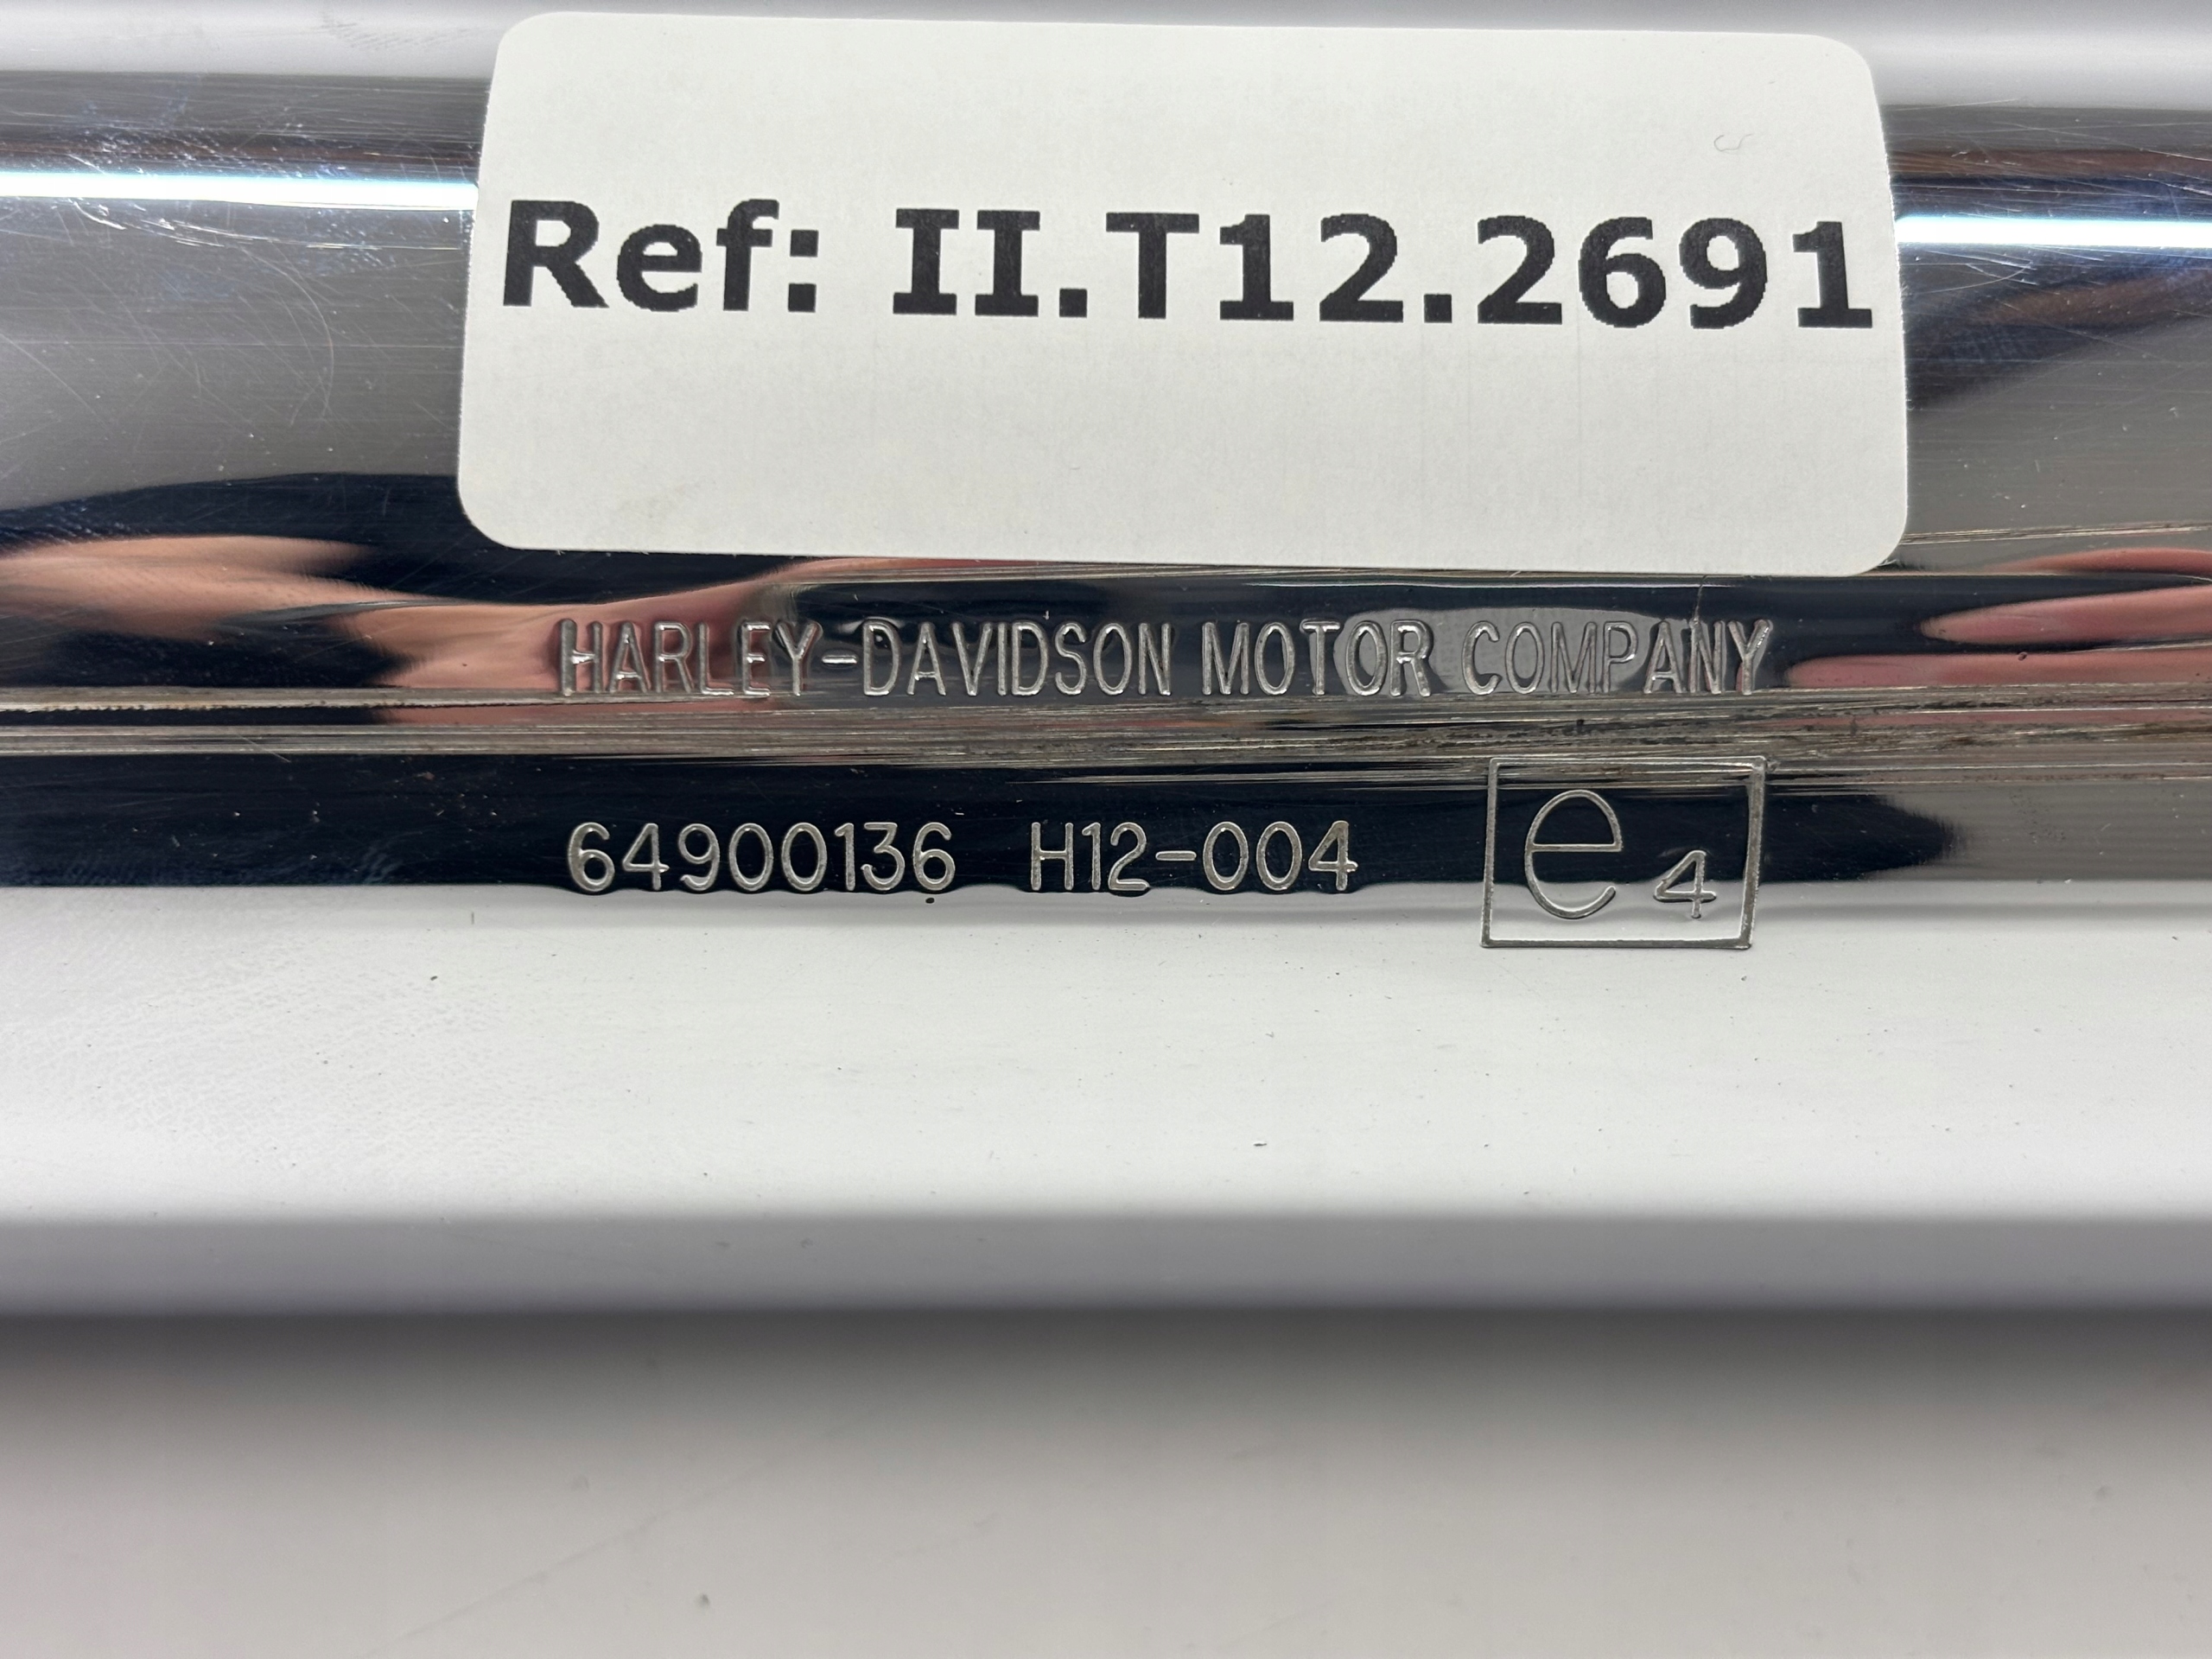 Ref: II.T12.2691
HARLEY-DAVIDSON MOTOR COMPANY
64900136 H12-004 e4